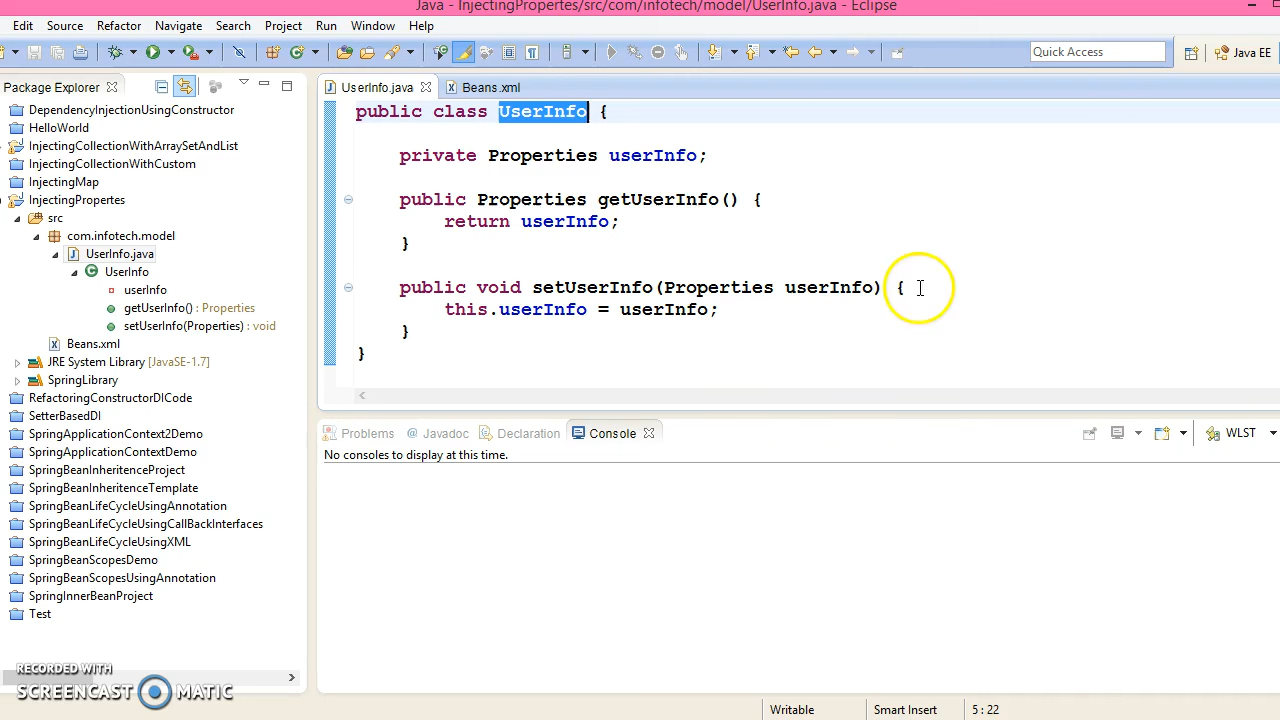 Java - InjectingPropertes/src/com/infotech/model/UserInfo.java - Eclipse
Edit Source Refactor Navigate Search Project Run Window Help
Quick Access
Java EE
Package Explorer
DependencyInjectionUsingConstructor
HelloWorld
InjectingCollectionWithArraySetAndList
InjectingCollectionWithCustom
InjectingMap
InjectingPropertes
src
com.infotech.model
UserInfo.java
UserInfo
userInfo
getUserInfo() : Properties
setUserInfo(Properties) : void
Beans.xml
JRE System Library [JavaSE-1.7]
SpringLibrary
RefactoringConstructorDICode
SetterBasedDI
SpringApplicationContext2Demo
SpringApplicationContextDemo
SpringBeanInheritenceProject
SpringBeanInheritenceTemplate
SpringBeanLifeCycleUsingAnnotation
SpringBeanLifeCycleUsingCallBackInterfaces
SpringBeanLifeCycleUsingXML
SpringBeanScopesDemo
SpringBeanScopesUsingAnnotation
SpringInnerBeanProject
Test
UserInfo.java Beans.xml
public class UserInfo {
private Properties userInfo;
public Properties getUserInfo() {
return userInfo;
}
public void setUserInfo(Properties userInfo) {
this.userInfo = userInfo;
}
}
Problems @ Javadoc Declaration Console
WLST
No consoles to display at this time.
RECORDED WITH
SCREENCAST MATIC
Writable Smart Insert 5 : 22